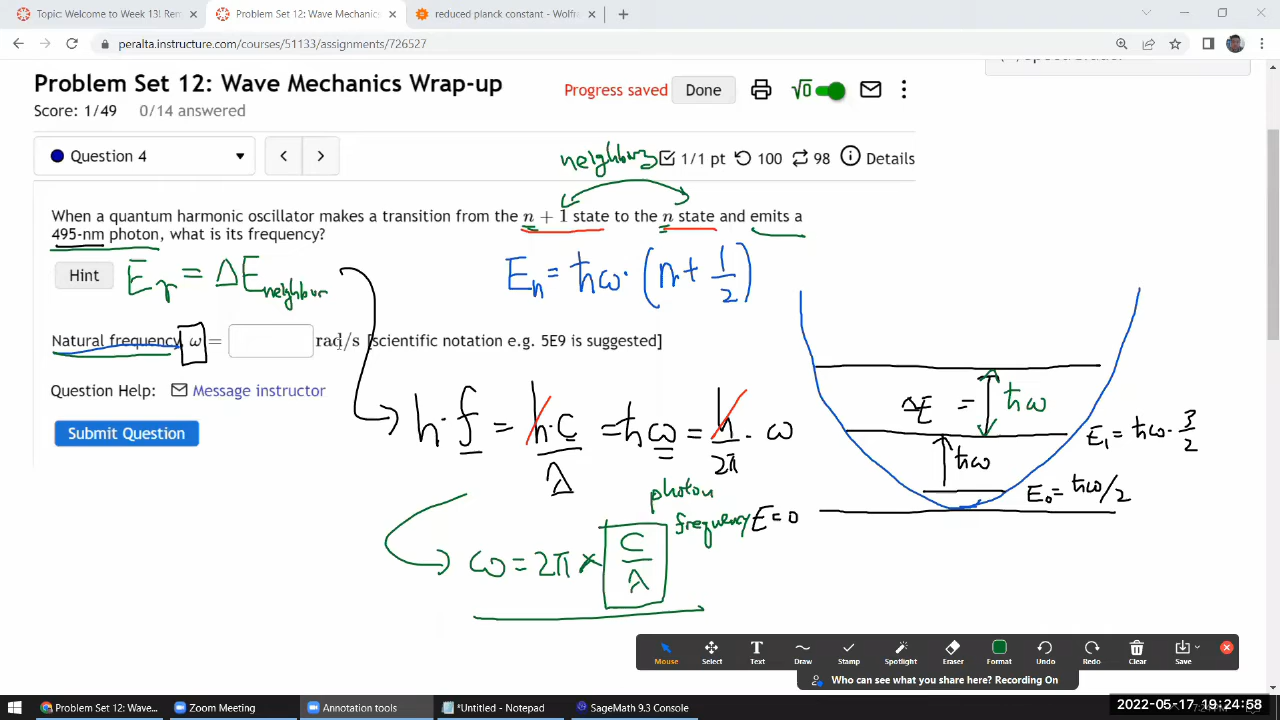 Topic: Welcome to Week 13! Rem
Problem Set 12: Wave Mechanics
reduced planck constant - Wolfra
peralta.instructure.com/courses/51133/assignments/726527
Problem Set 12: Wave Mechanics Wrap-up
Progress saved
Done
√0
Score: 1/49 0/14 answered
Question 4
neighbors
1/1 pt 100 98 Details
When a quantum harmonic oscillator makes a transition from the n + 1 state to the n state and emits a
495-nm photon, what is its frequency?
Hint
E_γ = ΔE_neighbor
E_n = ħω·(n + 1/2)
Natural frequency ω = rad/s [scientific notation e.g. 5E9 is suggested]
Question Help: Message instructor
Submit Question
h·f = h·c/λ = ħω = h/2π · ω
ΔE = ħω
E₁ = ħω·3/2
ħω
E₀ = ħω/2
photon
frequency
E=0
ω = 2π × c/λ
Mouse Select Text Draw Stamp Spotlight Eraser Format Undo Redo Clear Save
Who can see what you share here? Recording On
Problem Set 12: Wave...
Zoom Meeting
Annotation tools
*Untitled - Notepad
SageMath 9.3 Console
2022-05-17 19:24:58